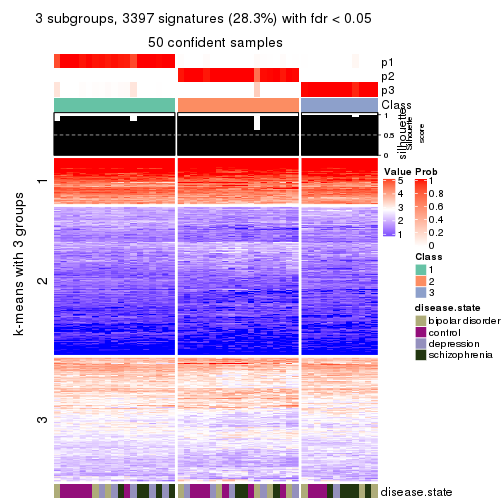 3 subgroups, 3397 signatures (28.3%) with fdr < 0.05
50 confident samples
p1
p2
p3
Class
1
0.5
0
silhouette
Silhouette
score
k-means with 3 groups
1
2
3
Value
5
4
3
2
1
Prob
1
0.8
0.6
0.4
0.2
0
Class
1
2
3
disease.state
bipolar disorder
control
depression
schizophrenia
disease.state